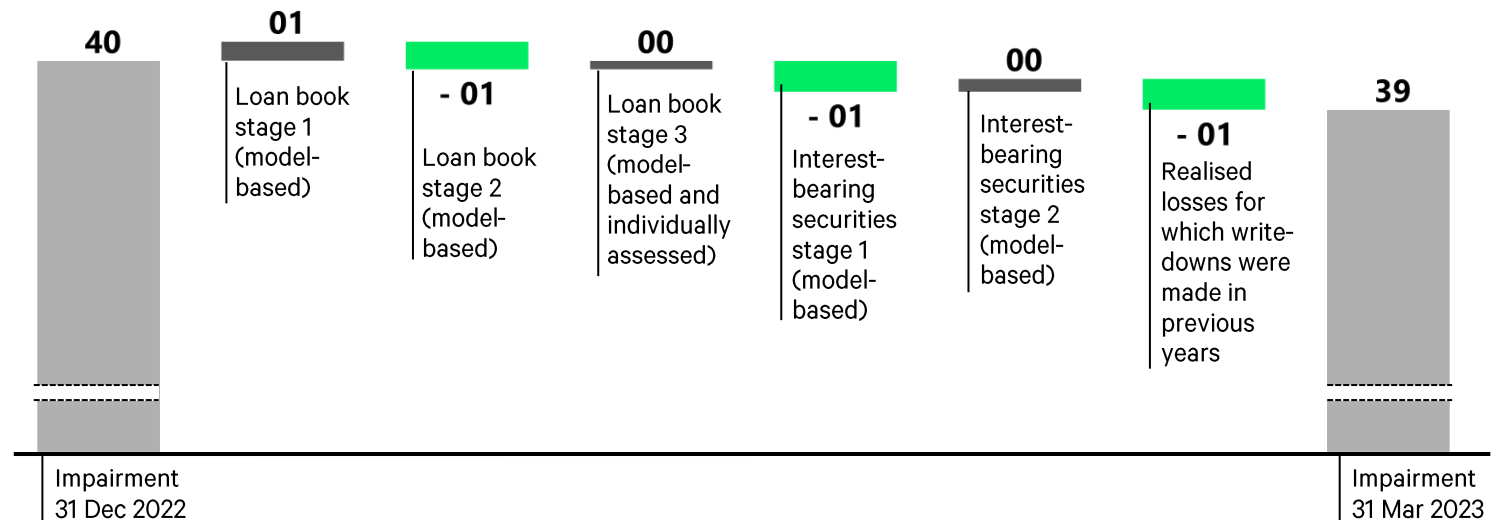 40
Impairment
31 Dec 2022
01
Loan book
stage 1
(model-
based)
- 01
Loan book
stage 2
(model-
based)
00
Loan book
stage 3
(model-
based and
individually
assessed)
- 01
Interest-
bearing
securities
stage 1
(model-
based)
00
Interest-
bearing
securities
stage 2
(model-
based)
- 01
Realised
losses for
which write-
downs were
made in
previous
years
39
Impairment
31 Mar 2023